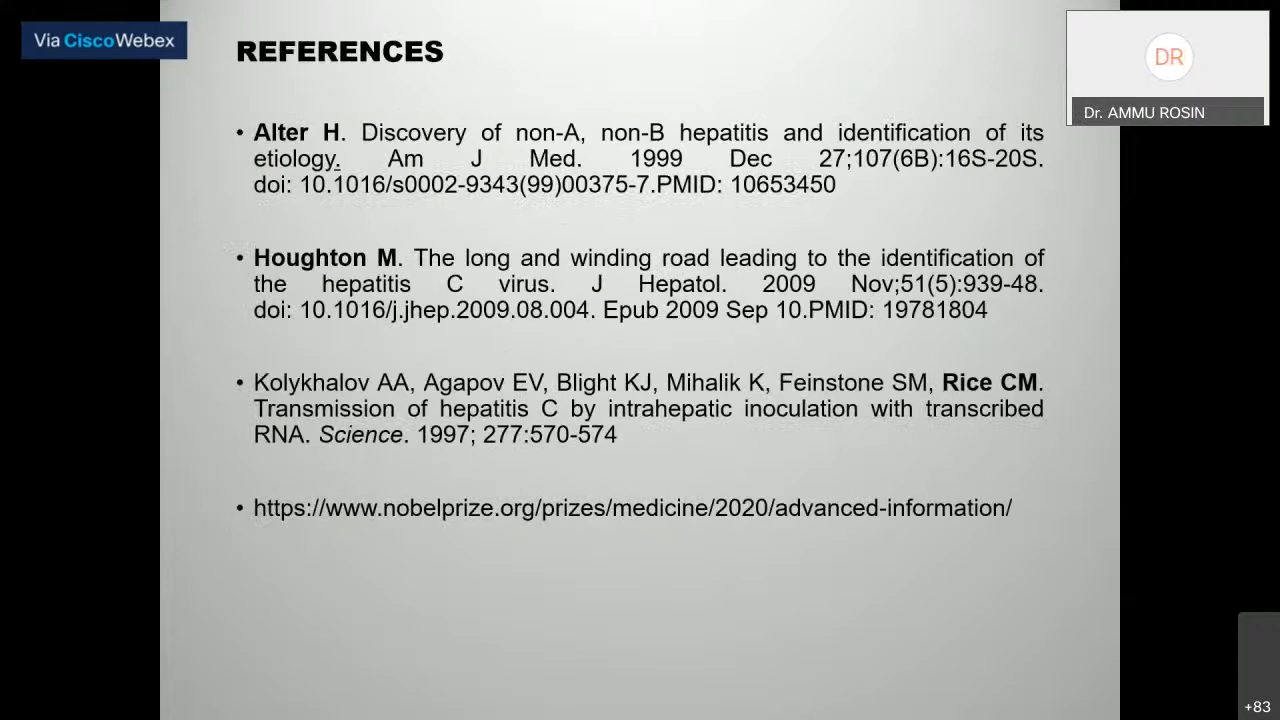 Via CiscoWebex
REFERENCES
DR
Dr. AMMU ROSIN
• Alter H. Discovery of non-A, non-B hepatitis and identification of its
etiology. Am J Med. 1999 Dec 27;107(6B):16S-20S.
doi: 10.1016/s0002-9343(99)00375-7.PMID: 10653450
• Houghton M. The long and winding road leading to the identification of
the hepatitis C virus. J Hepatol. 2009 Nov;51(5):939-48.
doi: 10.1016/j.jhep.2009.08.004. Epub 2009 Sep 10.PMID: 19781804
• Kolykhalov AA, Agapov EV, Blight KJ, Mihalik K, Feinstone SM, Rice CM.
Transmission of hepatitis C by intrahepatic inoculation with transcribed
RNA. Science. 1997; 277:570-574
• https://www.nobelprize.org/prizes/medicine/2020/advanced-information/
+83